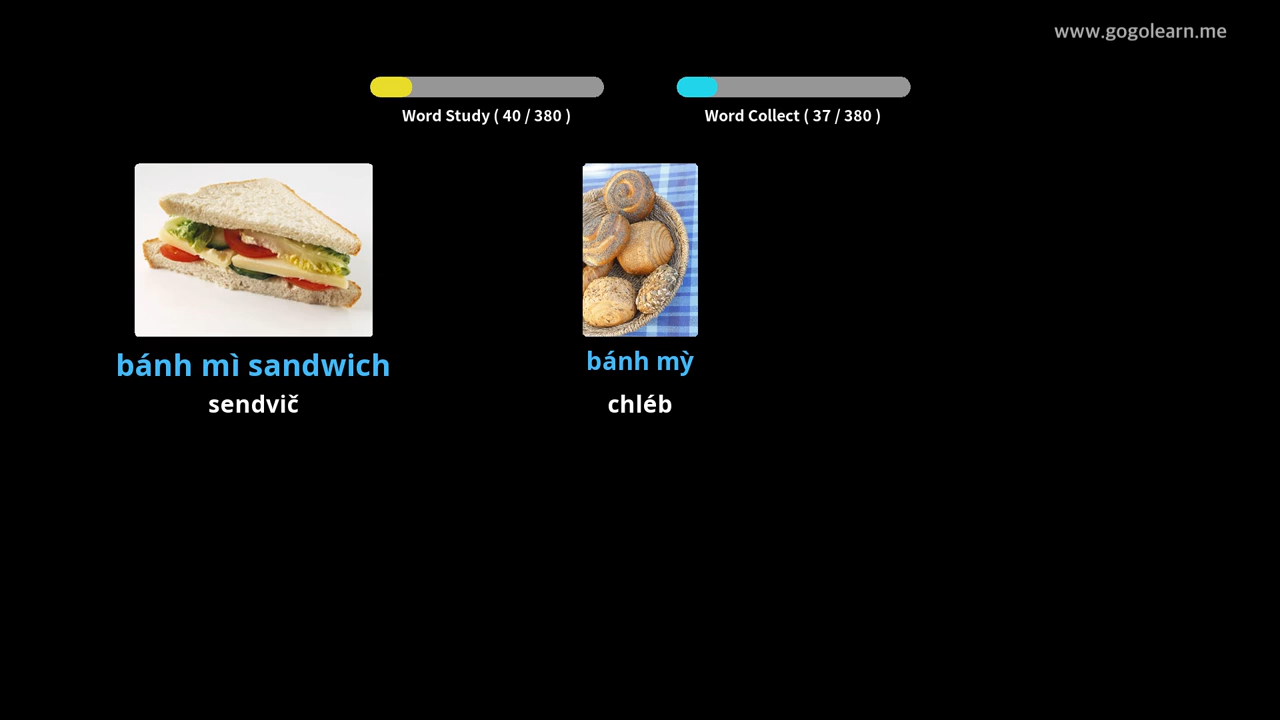 www.gogolearn.me
Word Study ( 40 / 380 )
Word Collect ( 37 / 380 )
bánh mì sandwich
sendvič
bánh mỳ
chléb